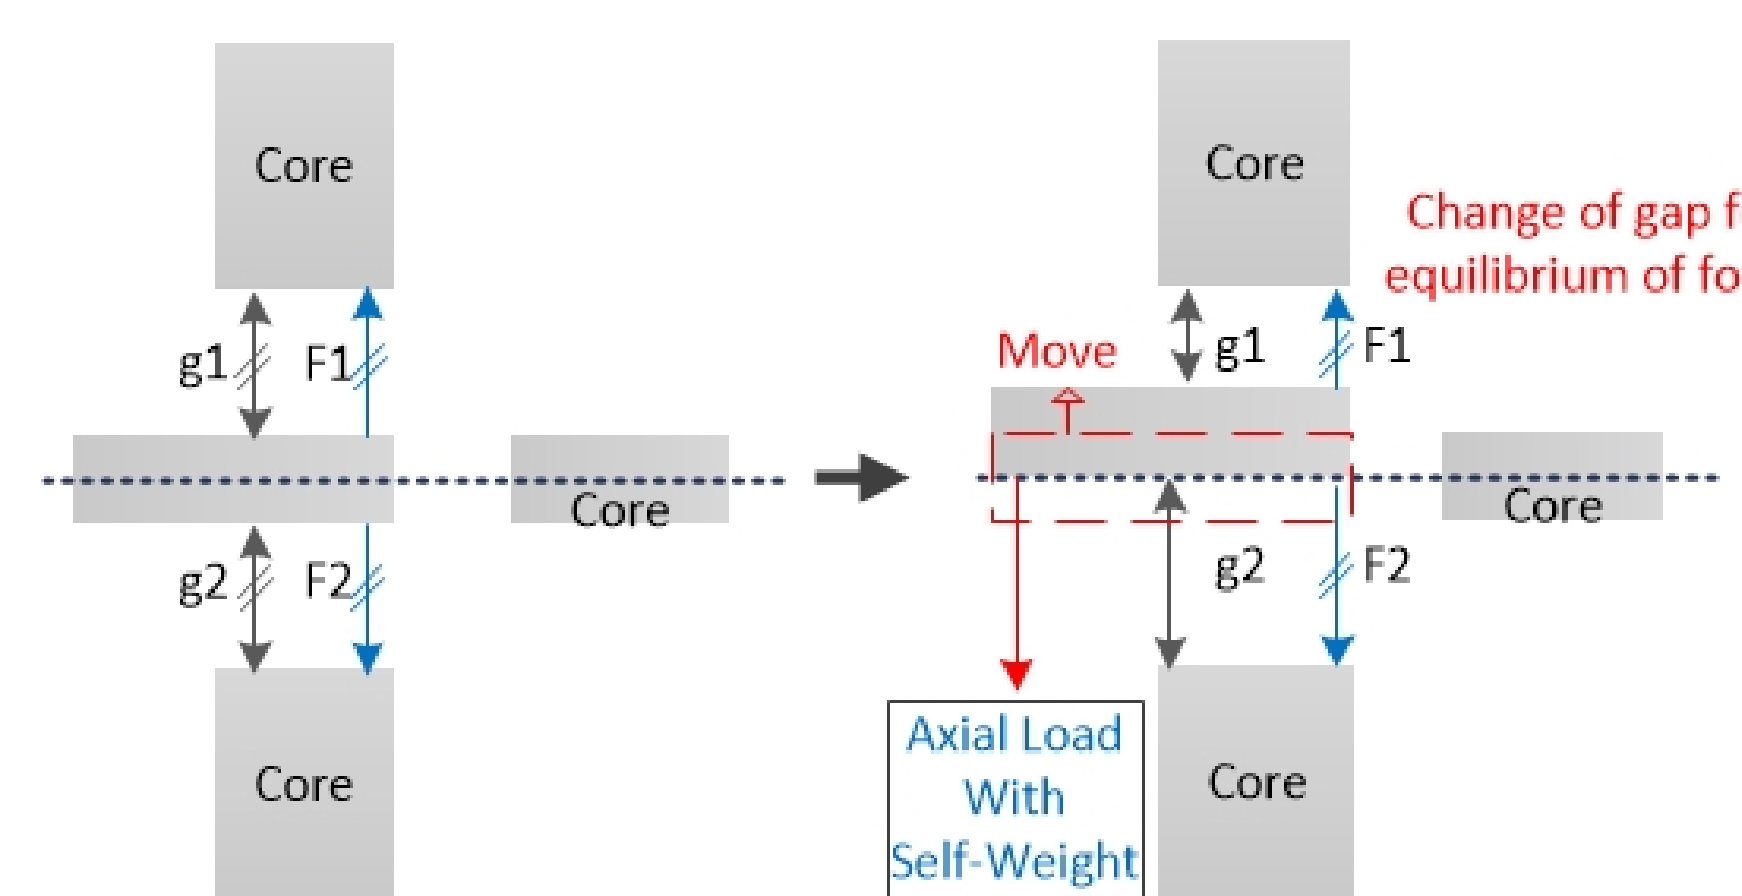 Core
g1
F1
Core
g2
F2
Core
Core
Change of gap f
equilibrium of fo
Move
g1
F1
Core
g2
F2
Axial Load
With
Self-Weight
Core